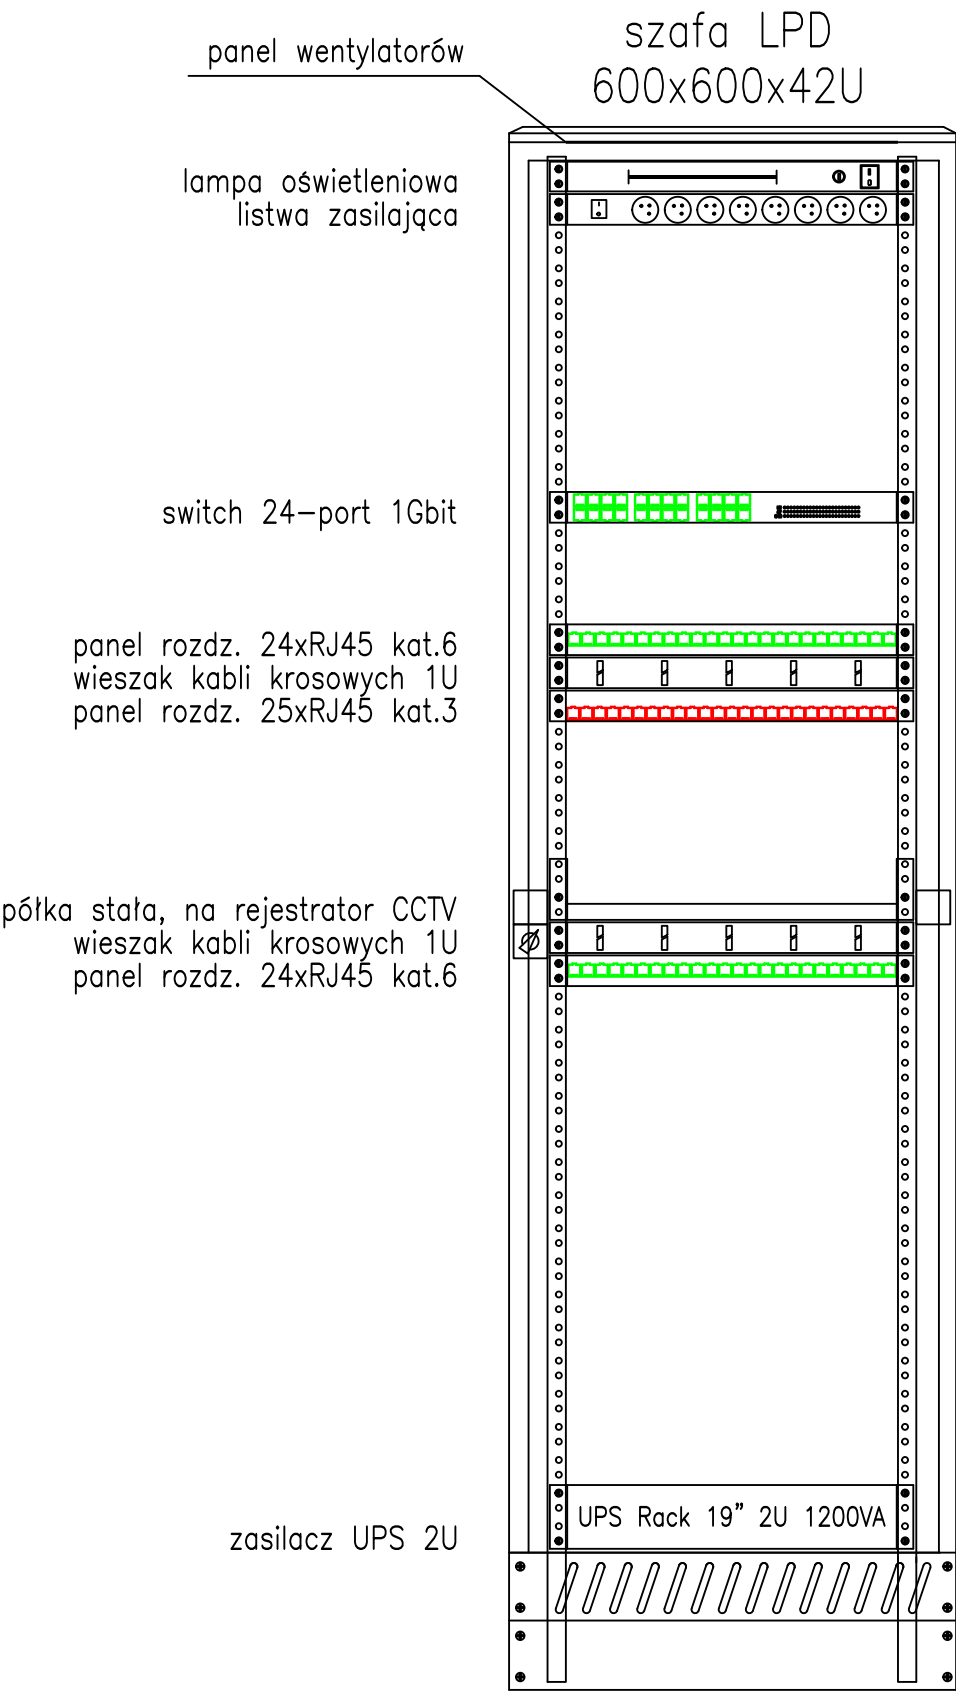 szafa LPD
600x600x42U
panel wentylatorów
lampa oświetleniowa
listwa zasilająca
switch 24-port 1Gbit
panel rozdz. 24xRJ45 kat.6
wieszak kabli krosowych 1U
panel rozdz. 25xRJ45 kat.3
półka stała, na rejestrator CCTV
wieszak kabli krosowych 1U
panel rozdz. 24xRJ45 kat.6
UPS Rack 19” 2U 1200VA
zasilacz UPS 2U